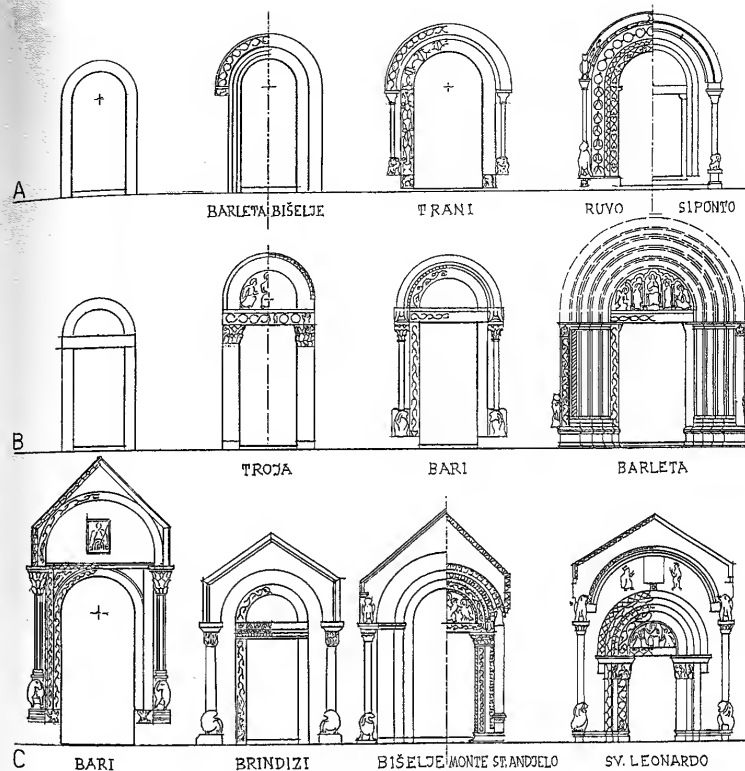 A
BARLETA BIŠELJE TRANI RUVO SIPONTO
B
TROJA BARI BARLETA
C
BARI BRINDIZI BIŠELJE MONTE ST. ANDJELO SV. LEONARDO